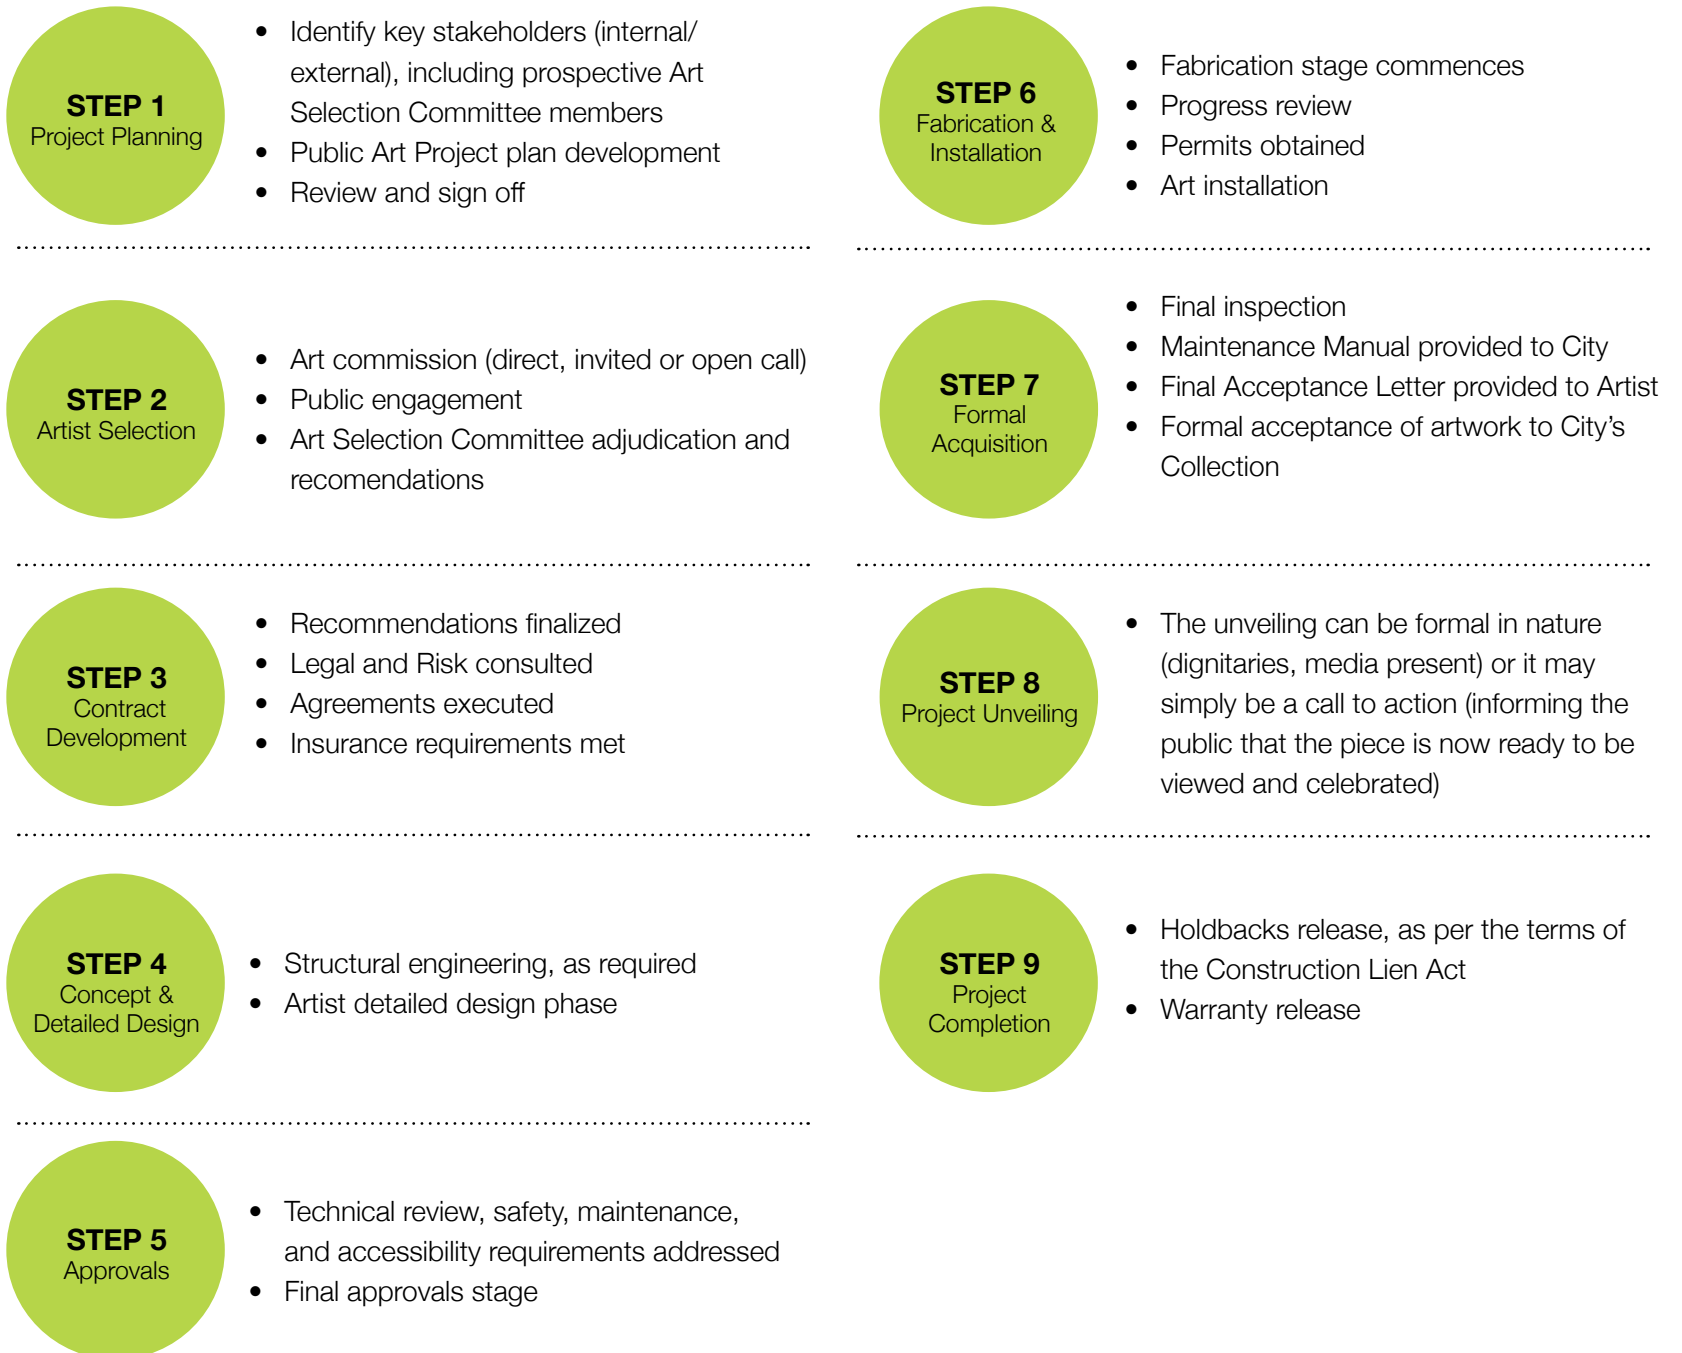 STEP 1
Project Planning
• Identify key stakeholders (internal/
external), including prospective Art
Selection Committee members
• Public Art Project plan development
• Review and sign off
STEP 2
Artist Selection
• Art commission (direct, invited or open call)
• Public engagement
• Art Selection Committee adjudication and
recomendations
STEP 3
Contract
Development
• Recommendations finalized
• Legal and Risk consulted
• Agreements executed
• Insurance requirements met
STEP 4
Concept &
Detailed Design
• Structural engineering, as required
• Artist detailed design phase
STEP 5
Approvals
• Technical review, safety, maintenance,
and accessibility requirements addressed
• Final approvals stage
STEP 6
Fabrication &
Installation
• Fabrication stage commences
• Progress review
• Permits obtained
• Art installation
STEP 7
Formal
Acquisition
• Final inspection
• Maintenance Manual provided to City
• Final Acceptance Letter provided to Artist
• Formal acceptance of artwork to City’s
Collection
STEP 8
Project Unveiling
• The unveiling can be formal in nature
(dignitaries, media present) or it may
simply be a call to action (informing the
public that the piece is now ready to be
viewed and celebrated)
STEP 9
Project
Completion
• Holdbacks release, as per the terms of
the Construction Lien Act
• Warranty release